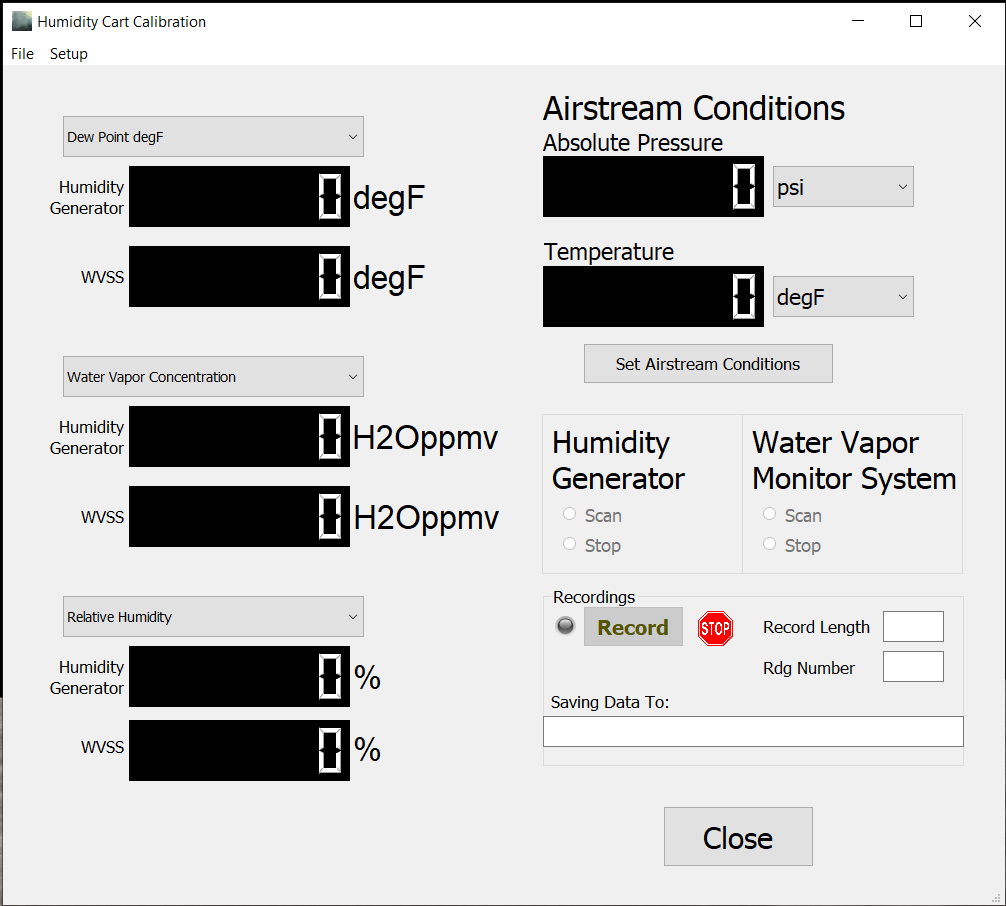 Humidity Cart Calibration
File Setup
Dew Point degF
Humidity
Generator
0 degF
WVSS 0 degF
Water Vapor Concentration
Humidity
Generator
0 H2Oppmv
WVSS 0 H2Oppmv
Relative Humidity
Humidity
Generator
0 %
WVSS 0 %
Airstream Conditions
Absolute Pressure
0 psi
Temperature
0 degF
Set Airstream Conditions
Humidity
Generator
Scan
Stop
Water Vapor
Monitor System
Scan
Stop
Recordings
Record STOP Record Length
Rdg Number
Saving Data To:
Close